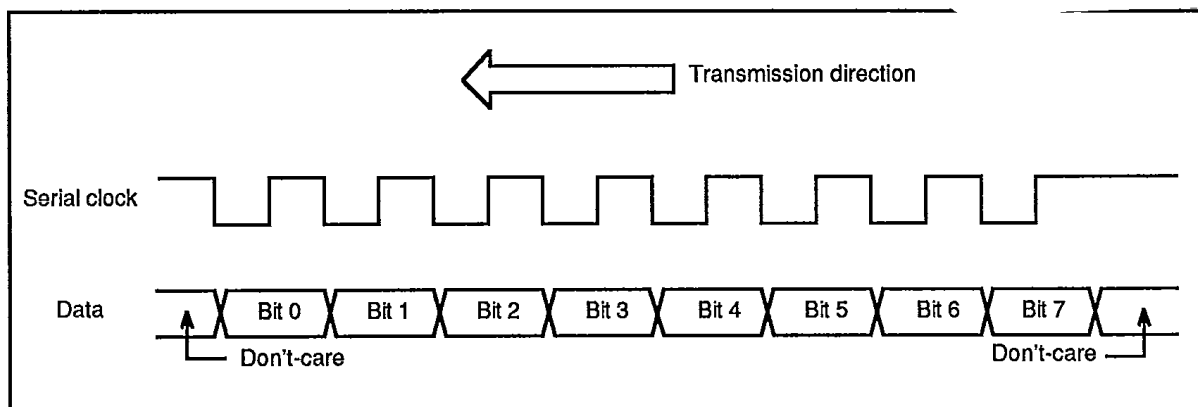 Transmission direction
Serial clock
Data
Bit 0
Bit 1
Bit 2
Bit 3
Bit 4
Bit 5
Bit 6
Bit 7
Don't-care
Don't-care